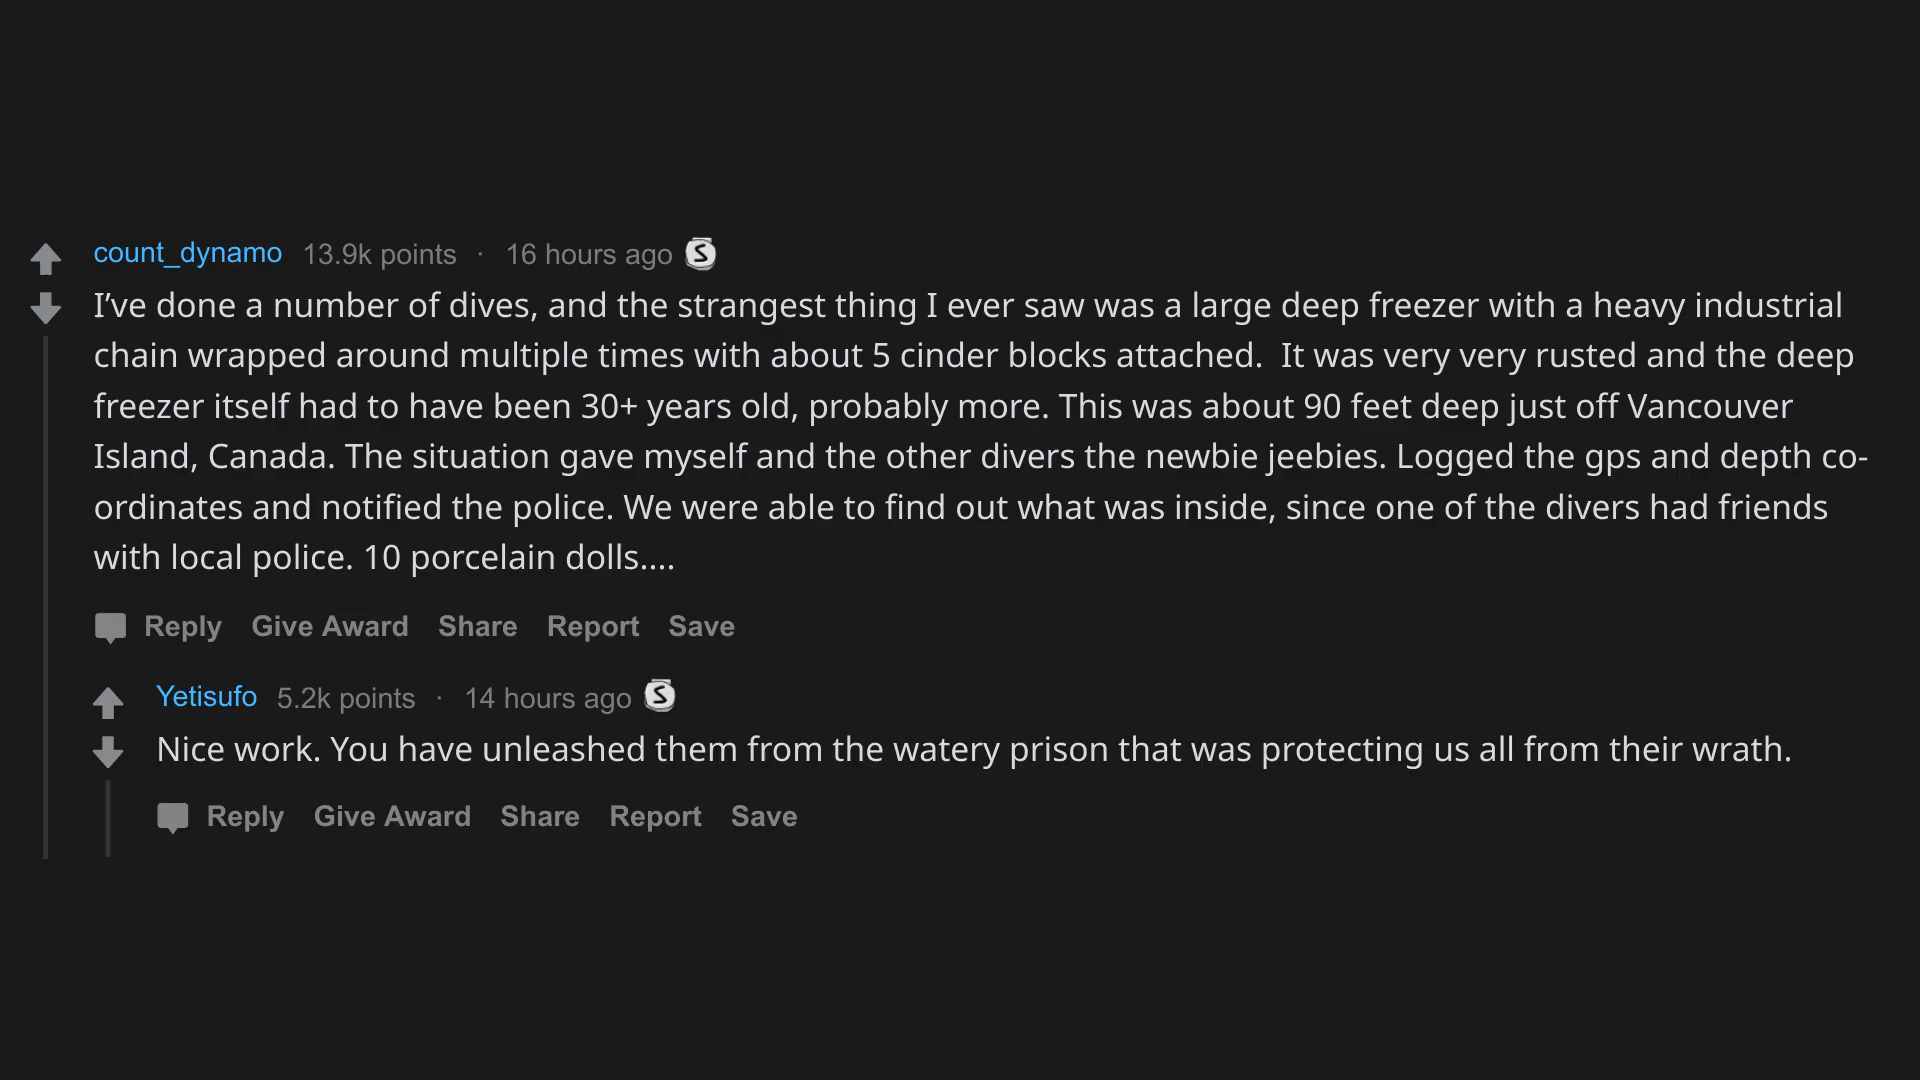 count_dynamo 13.9k points · 16 hours ago S
I’ve done a number of dives, and the strangest thing I ever saw was a large deep freezer with a heavy industrial
chain wrapped around multiple times with about 5 cinder blocks attached.  It was very very rusted and the deep
freezer itself had to have been 30+ years old, probably more. This was about 90 feet deep just off Vancouver
Island, Canada. The situation gave myself and the other divers the newbie jeebies. Logged the gps and depth co-
ordinates and notified the police. We were able to find out what was inside, since one of the divers had friends
with local police. 10 porcelain dolls....
Reply Give Award Share Report Save
Yetisufo 5.2k points · 14 hours ago S
Nice work. You have unleashed them from the watery prison that was protecting us all from their wrath.
Reply Give Award Share Report Save